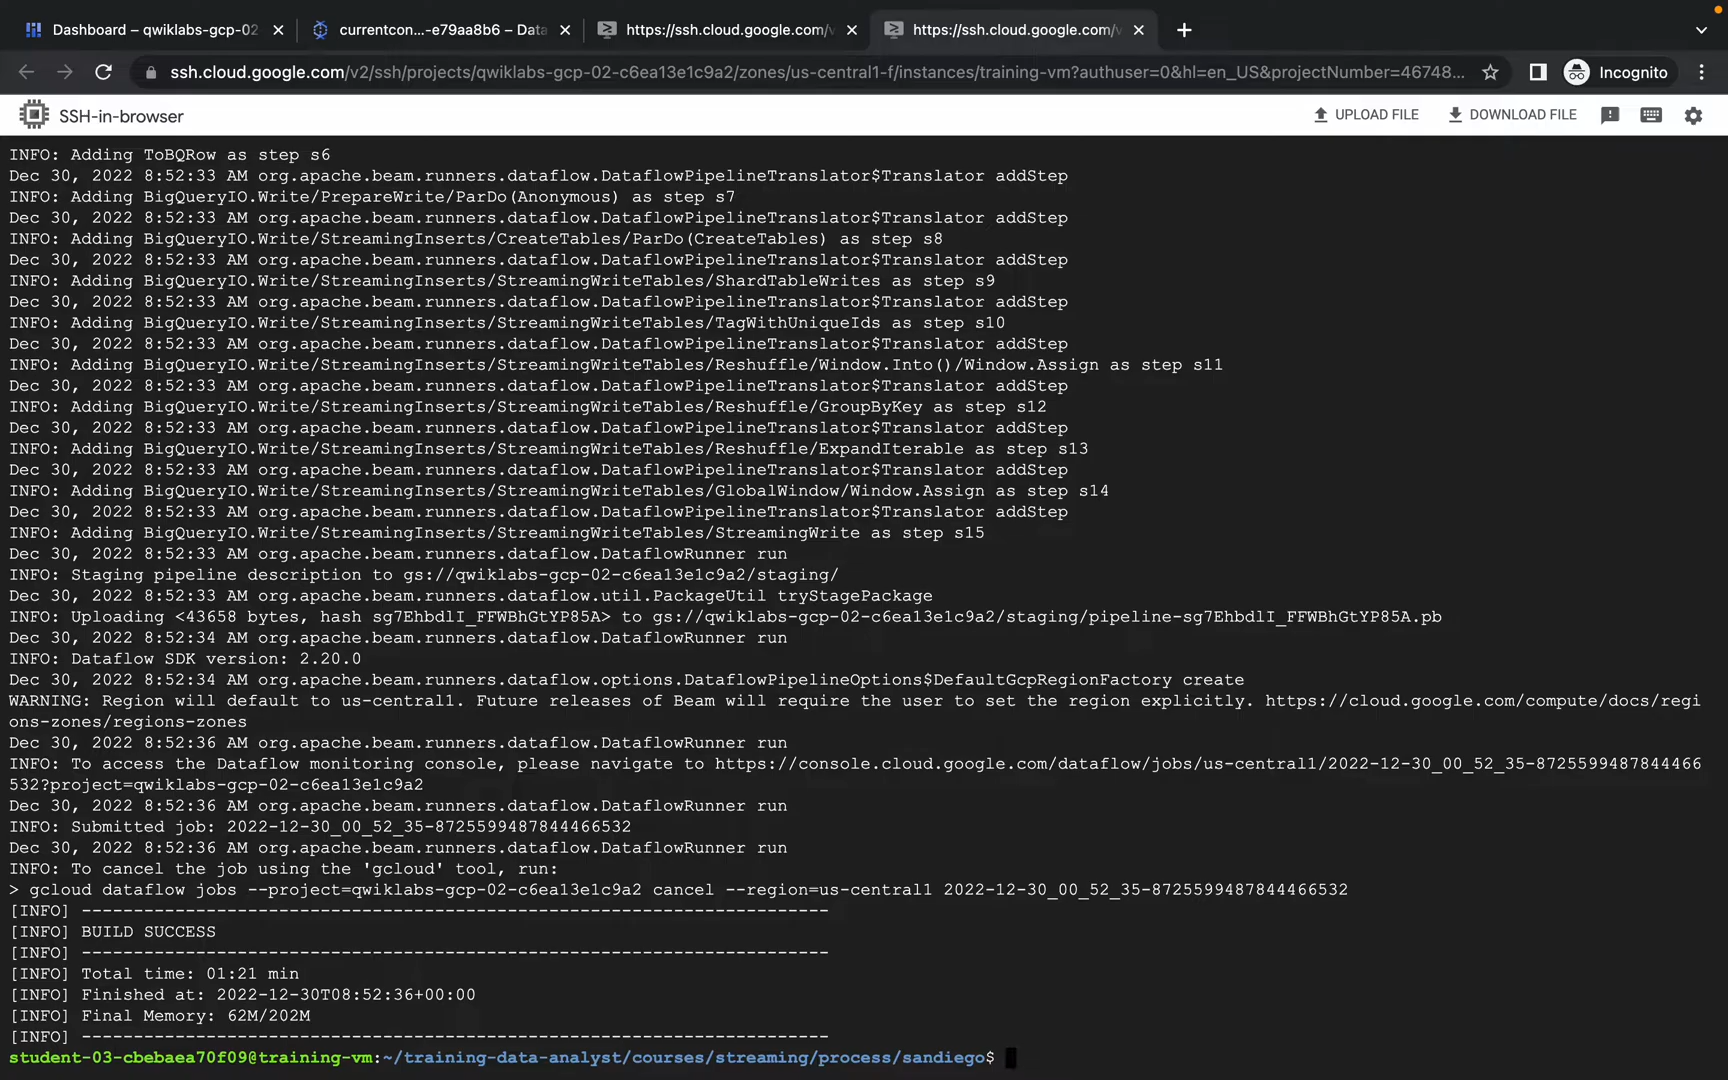 Dashboard – qwiklabs-gcp-02
currentcon...-e79aa8b6 – Data
https://ssh.cloud.google.com/v
https://ssh.cloud.google.com/v
ssh.cloud.google.com/v2/ssh/projects/qwiklabs-gcp-02-c6ea13e1c9a2/zones/us-central1-f/instances/training-vm?authuser=0&hl=en_US&projectNumber=46748...
Incognito
SSH-in-browser
UPLOAD FILE
DOWNLOAD FILE
INFO: Adding ToBQRow as step s6
Dec 30, 2022 8:52:33 AM org.apache.beam.runners.dataflow.DataflowPipelineTranslator$Translator addStep
INFO: Adding BigQueryIO.Write/PrepareWrite/ParDo(Anonymous) as step s7
Dec 30, 2022 8:52:33 AM org.apache.beam.runners.dataflow.DataflowPipelineTranslator$Translator addStep
INFO: Adding BigQueryIO.Write/StreamingInserts/CreateTables/ParDo(CreateTables) as step s8
Dec 30, 2022 8:52:33 AM org.apache.beam.runners.dataflow.DataflowPipelineTranslator$Translator addStep
INFO: Adding BigQueryIO.Write/StreamingInserts/StreamingWriteTables/ShardTableWrites as step s9
Dec 30, 2022 8:52:33 AM org.apache.beam.runners.dataflow.DataflowPipelineTranslator$Translator addStep
INFO: Adding BigQueryIO.Write/StreamingInserts/StreamingWriteTables/TagWithUniqueIds as step s10
Dec 30, 2022 8:52:33 AM org.apache.beam.runners.dataflow.DataflowPipelineTranslator$Translator addStep
INFO: Adding BigQueryIO.Write/StreamingInserts/StreamingWriteTables/Reshuffle/Window.Into()/Window.Assign as step s11
Dec 30, 2022 8:52:33 AM org.apache.beam.runners.dataflow.DataflowPipelineTranslator$Translator addStep
INFO: Adding BigQueryIO.Write/StreamingInserts/StreamingWriteTables/Reshuffle/GroupByKey as step s12
Dec 30, 2022 8:52:33 AM org.apache.beam.runners.dataflow.DataflowPipelineTranslator$Translator addStep
INFO: Adding BigQueryIO.Write/StreamingInserts/StreamingWriteTables/Reshuffle/ExpandIterable as step s13
Dec 30, 2022 8:52:33 AM org.apache.beam.runners.dataflow.DataflowPipelineTranslator$Translator addStep
INFO: Adding BigQueryIO.Write/StreamingInserts/StreamingWriteTables/GlobalWindow/Window.Assign as step s14
Dec 30, 2022 8:52:33 AM org.apache.beam.runners.dataflow.DataflowPipelineTranslator$Translator addStep
INFO: Adding BigQueryIO.Write/StreamingInserts/StreamingWriteTables/StreamingWrite as step s15
Dec 30, 2022 8:52:33 AM org.apache.beam.runners.dataflow.DataflowRunner run
INFO: Staging pipeline description to gs://qwiklabs-gcp-02-c6ea13e1c9a2/staging/
Dec 30, 2022 8:52:33 AM org.apache.beam.runners.dataflow.util.PackageUtil tryStagePackage
INFO: Uploading <43658 bytes, hash sg7EhbdlI_FFWBhGtYP85A> to gs://qwiklabs-gcp-02-c6ea13e1c9a2/staging/pipeline-sg7EhbdlI_FFWBhGtYP85A.pb
Dec 30, 2022 8:52:34 AM org.apache.beam.runners.dataflow.DataflowRunner run
INFO: Dataflow SDK version: 2.20.0
Dec 30, 2022 8:52:34 AM org.apache.beam.runners.dataflow.options.DataflowPipelineOptions$DefaultGcpRegionFactory create
WARNING: Region will default to us-central1. Future releases of Beam will require the user to set the region explicitly. https://cloud.google.com/compute/docs/regi
ons-zones/regions-zones
Dec 30, 2022 8:52:36 AM org.apache.beam.runners.dataflow.DataflowRunner run
INFO: To access the Dataflow monitoring console, please navigate to https://console.cloud.google.com/dataflow/jobs/us-central1/2022-12-30_00_52_35-8725599487844466
532?project=qwiklabs-gcp-02-c6ea13e1c9a2
Dec 30, 2022 8:52:36 AM org.apache.beam.runners.dataflow.DataflowRunner run
INFO: Submitted job: 2022-12-30_00_52_35-8725599487844466532
Dec 30, 2022 8:52:36 AM org.apache.beam.runners.dataflow.DataflowRunner run
INFO: To cancel the job using the 'gcloud' tool, run:
> gcloud dataflow jobs --project=qwiklabs-gcp-02-c6ea13e1c9a2 cancel --region=us-central1 2022-12-30_00_52_35-8725599487844466532
[INFO] ------------------------------------------------------------------------
[INFO] BUILD SUCCESS
[INFO] ------------------------------------------------------------------------
[INFO] Total time: 01:21 min
[INFO] Finished at: 2022-12-30T08:52:36+00:00
[INFO] Final Memory: 62M/202M
[INFO] ------------------------------------------------------------------------
student-03-cbebaea70f09@training-vm:~/training-data-analyst/courses/streaming/process/sandiego$